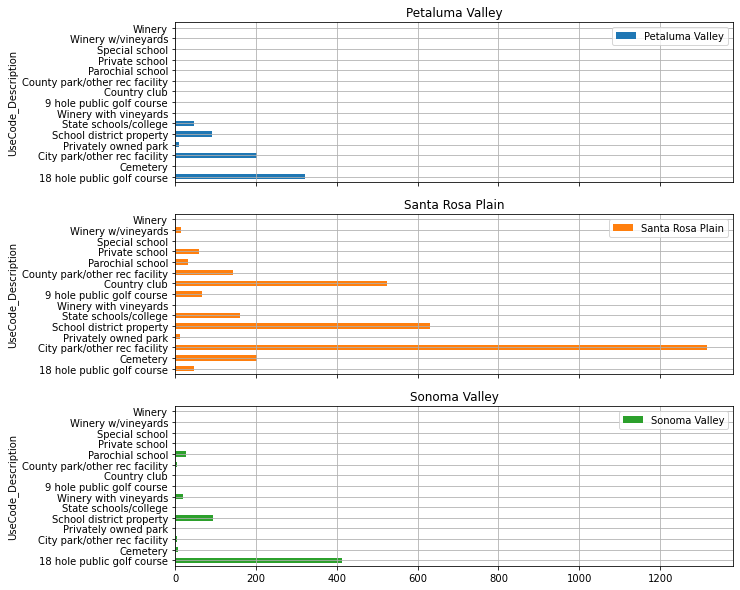 Petaluma Valley
UseCode_Description
Winery
Winery w/vineyards
Special school
Private school
Parochial school
County park/other rec facility
Country club
9 hole public golf course
Winery with vineyards
State schools/college
School district property
Privately owned park
City park/other rec facility
Cemetery
18 hole public golf course
Petaluma Valley
Santa Rosa Plain
UseCode_Description
Winery
Winery w/vineyards
Special school
Private school
Parochial school
County park/other rec facility
Country club
9 hole public golf course
Winery with vineyards
State schools/college
School district property
Privately owned park
City park/other rec facility
Cemetery
18 hole public golf course
Santa Rosa Plain
Sonoma Valley
UseCode_Description
Winery
Winery w/vineyards
Special school
Private school
Parochial school
County park/other rec facility
Country club
9 hole public golf course
Winery with vineyards
State schools/college
School district property
Privately owned park
City park/other rec facility
Cemetery
18 hole public golf course
Sonoma Valley
0 200 400 600 800 1000 1200